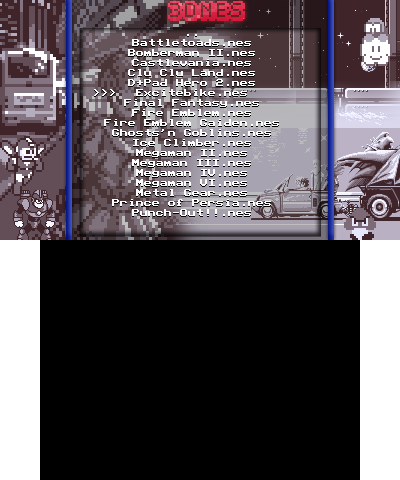 3DNES
..
Battletoads.nes
Bomberman II.nes
Castlevania.nes
Clu Clu Land.nes
D+Pad Hero 2.nes
>>>. Excitebike.nes
Final Fantasy.nes
Fire Emblem.nes
Fire Emblem Gaiden.nes
Ghosts'n Goblins.nes
Ice Climber.nes
Megaman II.nes
Megaman III.nes
Megaman IV.nes
Megaman VI.nes
Metal Gear.nes
Prince of Persia.nes
Punch-Out!!.nes